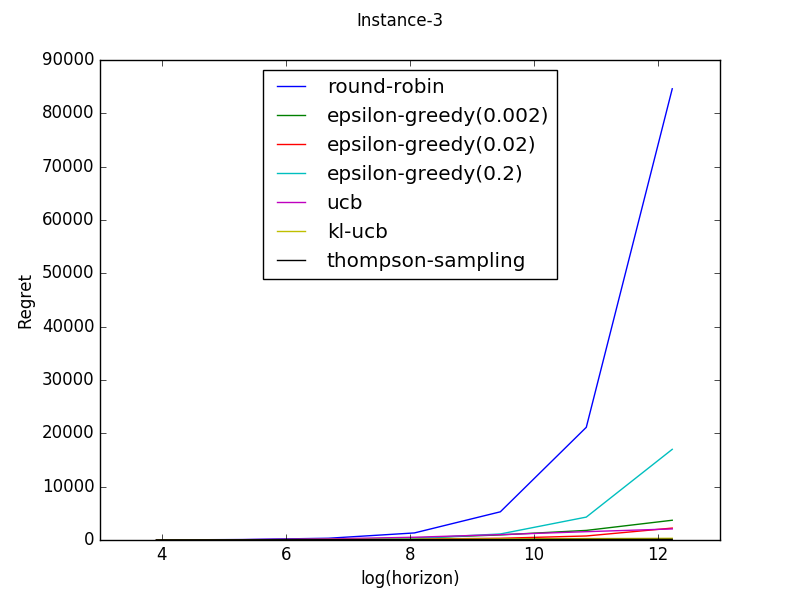 Instance-3
90000
80000
70000
60000
50000
40000
30000
20000
10000
0
Regret
round-robin
epsilon-greedy(0.002)
epsilon-greedy(0.02)
epsilon-greedy(0.2)
ucb
kl-ucb
thompson-sampling
4 6 8 10 12
log(horizon)